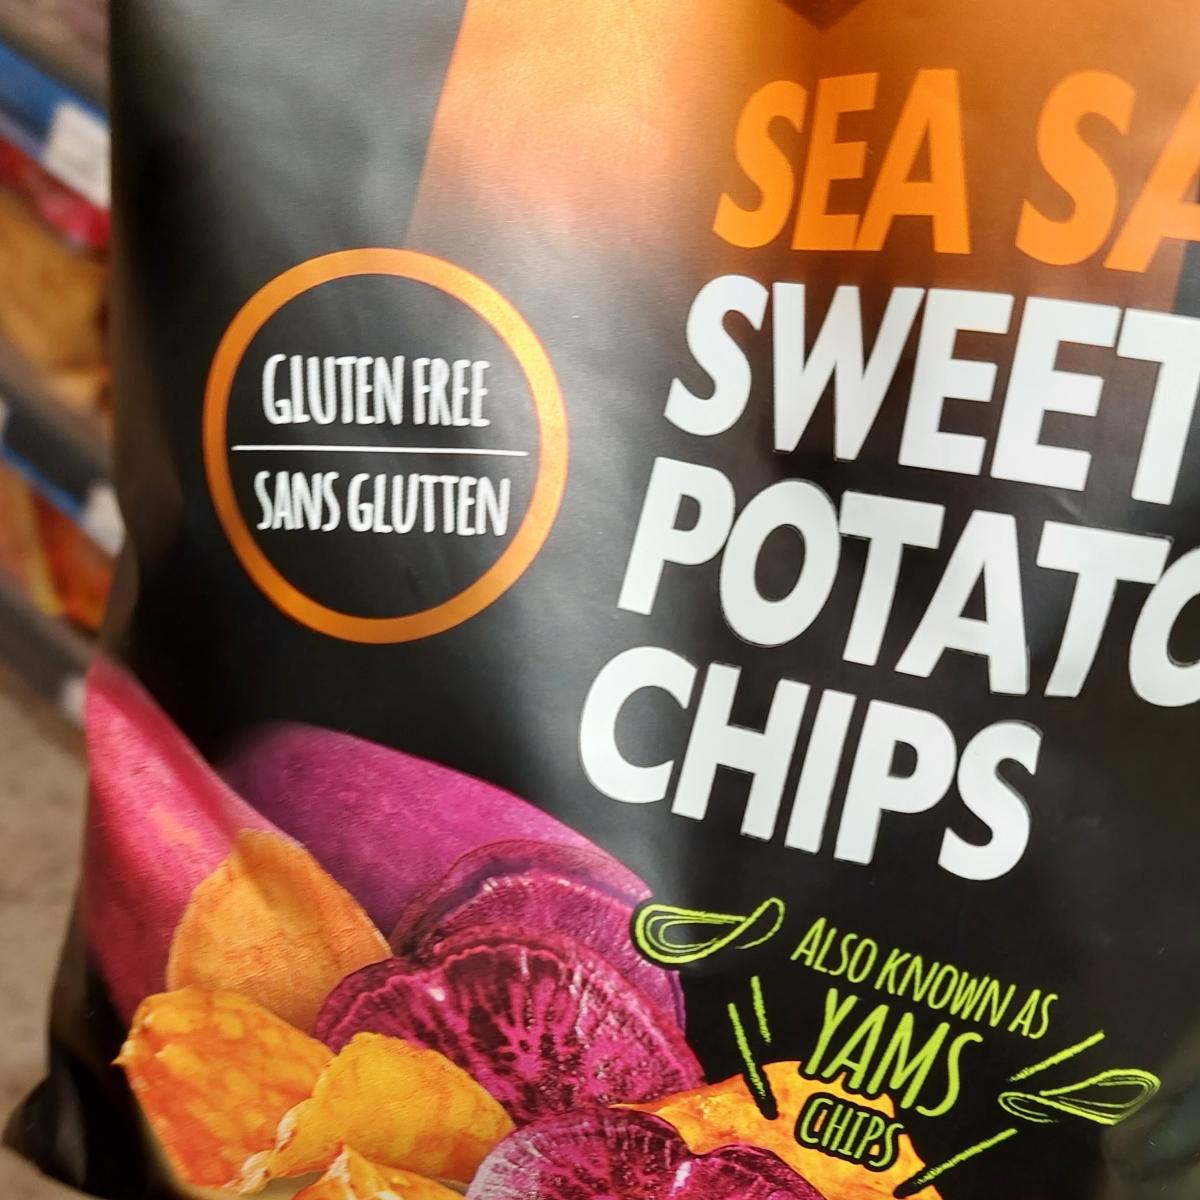 SEA SA
SWEET
POTATO
CHIPS
GLUTEN FREE
SANS GLUTTEN
ALSO KNOWN AS
YAMS
CHIPS